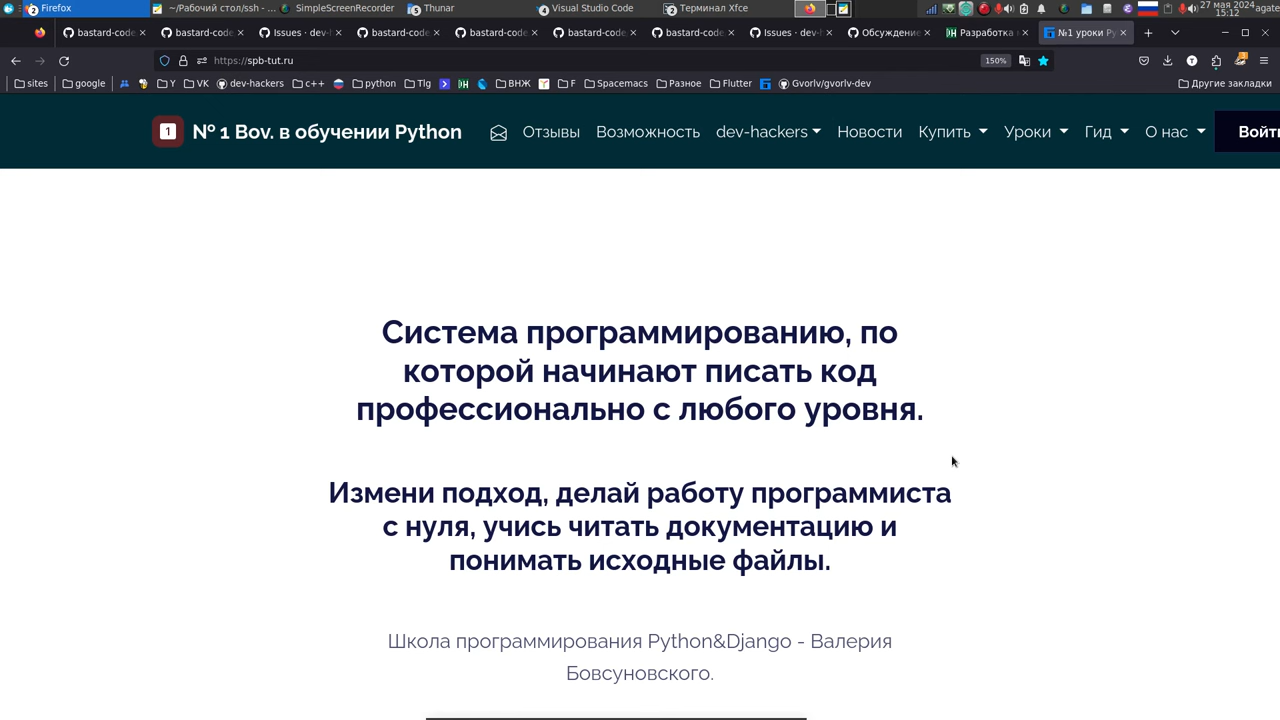 Firefox
~/Рабочий стол/ssh - ...
SimpleScreenRecorder
Thunar
Visual Studio Code
Терминал Xfce
27 мая 2024
15:12
agate
bastard-code
bastard-code
Issues · dev-h
bastard-code
bastard-code
bastard-code
bastard-code
Issues · dev-h
Обсуждение
Разработка
№1 уроки Py
https://spb-tut.ru
150%
sites
google
Y
VK
dev-hackers
c++
python
Tlg
ВНЖ
F
Spacemacs
Разное
Flutter
Gvorlv/gvorlv-dev
Другие закладки
1
№ 1 Bov. в обучении Python
Отзывы
Возможность
dev-hackers
Новости
Купить
Уроки
Гид
О нас
Войти
Система программированию, по
которой начинают писать код
профессионально с любого уровня.
Измени подход, делай работу программиста
с нуля, учись читать документацию и
понимать исходные файлы.
Школа программирования Python&Django - Валерия
Бовсуновского.